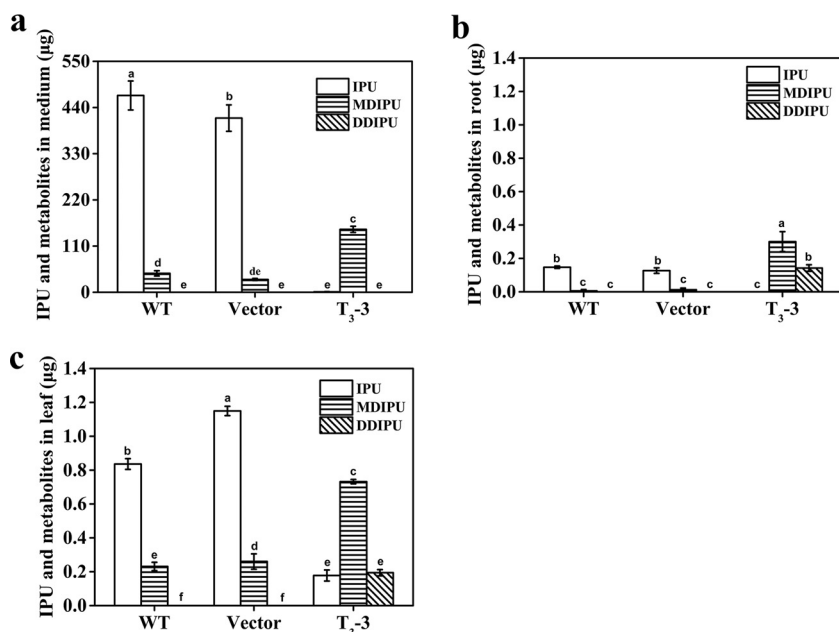 a
IPU and metabolites in medium (μg)
550
440
330
220
110
0
a
d
e
b
de
e
e
c
e
IPU
MDIPU
DDIPU
WT
Vector
T3-3
b
IPU and metabolites in root (μg)
1.4
1.2
1.0
0.8
0.6
0.4
0.2
0.0
b
c
c
b
c
c
c
a
b
IPU
MDIPU
DDIPU
WT
Vector
T3-3
c
IPU and metabolites in leaf (μg)
1.4
1.2
1.0
0.8
0.6
0.4
0.2
0.0
b
e
f
a
d
f
e
c
e
IPU
MDIPU
DDIPU
WT
Vector
T3-3